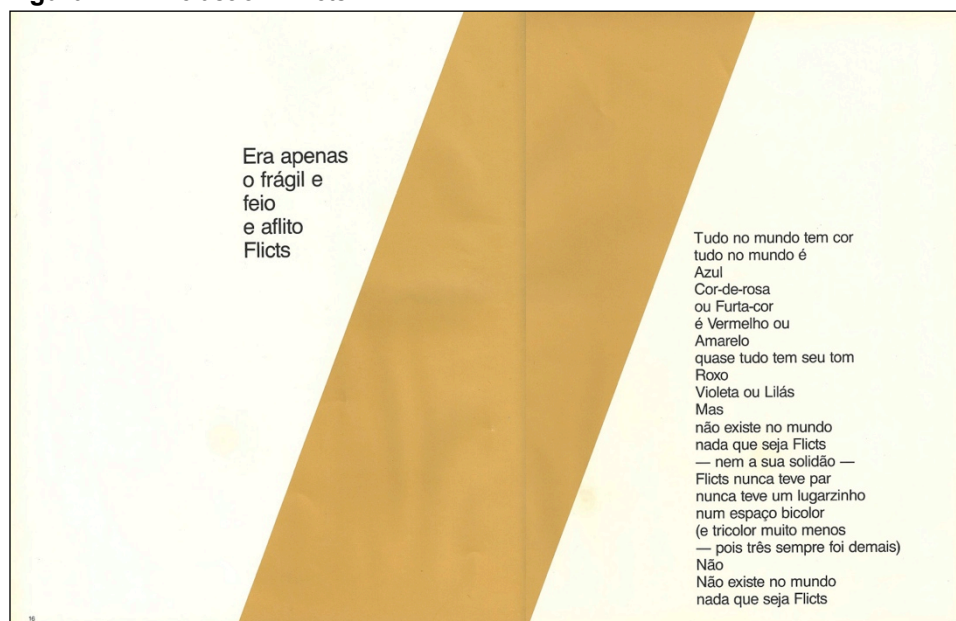 Era apenas
o frágil e
feio
e aflito
Flicts
Tudo no mundo tem cor
tudo no mundo é
Azul
Cor-de-rosa
ou Furta-cor
é Vermelho ou
Amarelo
quase tudo tem seu tom
Roxo
Violeta ou Lilás
Mas
não existe no mundo
nada que seja Flicts
— nem a sua solidão —
Flicts nunca teve par
nunca teve um lugarzinho
num espaço bicolor
(e tricolor muito menos
— pois três sempre foi demais)
Não
Não existe no mundo
nada que seja Flicts
16